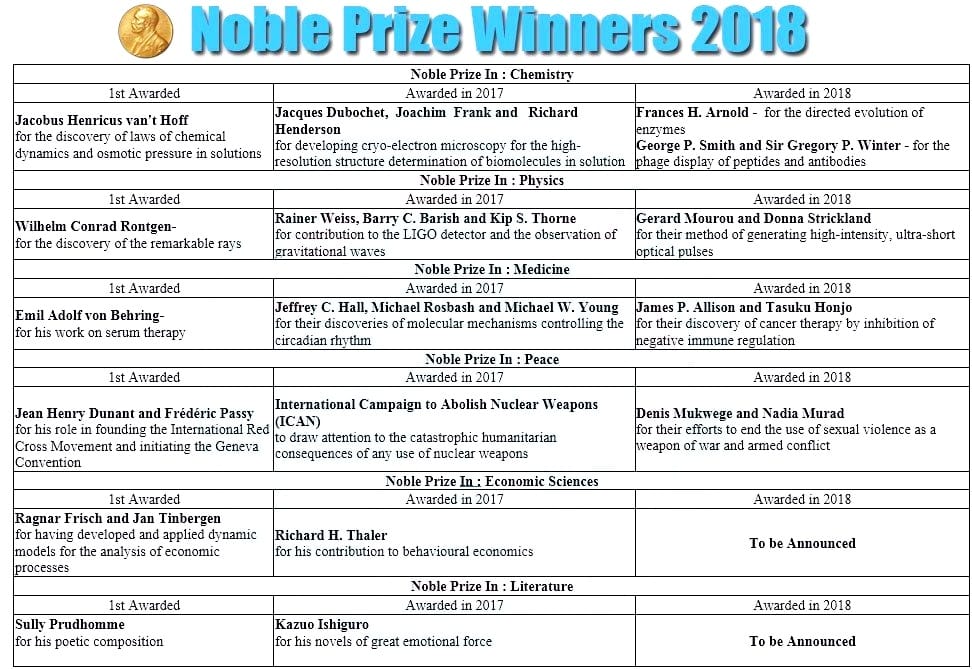 Noble Prize Winners 2018
Noble Prize In : Chemistry
1st Awarded
Awarded in 2017
Awarded in 2018
Jacobus Henricus van't Hoff
for the discovery of laws of chemical
dynamics and osmotic pressure in solutions
Jacques Dubochet, Joachim Frank and Richard
Henderson
for developing cryo-electron microscopy for the high-
resolution structure determination of biomolecules in solution
Frances H. Arnold - for the directed evolution of
enzymes
George P. Smith and Sir Gregory P. Winter - for the
phage display of peptides and antibodies
Noble Prize In : Physics
1st Awarded
Awarded in 2017
Awarded in 2018
Wilhelm Conrad Rontgen-
for the discovery of the remarkable rays
Rainer Weiss, Barry C. Barish and Kip S. Thorne
for contribution to the LIGO detector and the observation of
gravitational waves
Gerard Mourou and Donna Strickland
for their method of generating high-intensity, ultra-short
optical pulses
Noble Prize In : Medicine
1st Awarded
Awarded in 2017
Awarded in 2018
Emil Adolf von Behring-
for his work on serum therapy
Jeffrey C. Hall, Michael Rosbash and Michael W. Young
for their discoveries of molecular mechanisms controlling the
circadian rhythm
James P. Allison and Tasuku Honjo
for their discovery of cancer therapy by inhibition of
negative immune regulation
Noble Prize In : Peace
1st Awarded
Awarded in 2017
Awarded in 2018
Jean Henry Dunant and Frédéric Passy
for his role in founding the International Red
Cross Movement and initiating the Geneva
Convention
International Campaign to Abolish Nuclear Weapons
(ICAN)
to draw attention to the catastrophic humanitarian
consequences of any use of nuclear weapons
Denis Mukwege and Nadia Murad
for their efforts to end the use of sexual violence as a
weapon of war and armed conflict
Noble Prize In : Economic Sciences
1st Awarded
Awarded in 2017
Awarded in 2018
Ragnar Frisch and Jan Tinbergen
for having developed and applied dynamic
models for the analysis of economic
processes
Richard H. Thaler
for his contribution to behavioural economics
To be Announced
Noble Prize In : Literature
1st Awarded
Awarded in 2017
Awarded in 2018
Sully Prudhomme
for his poetic composition
Kazuo Ishiguro
for his novels of great emotional force
To be Announced